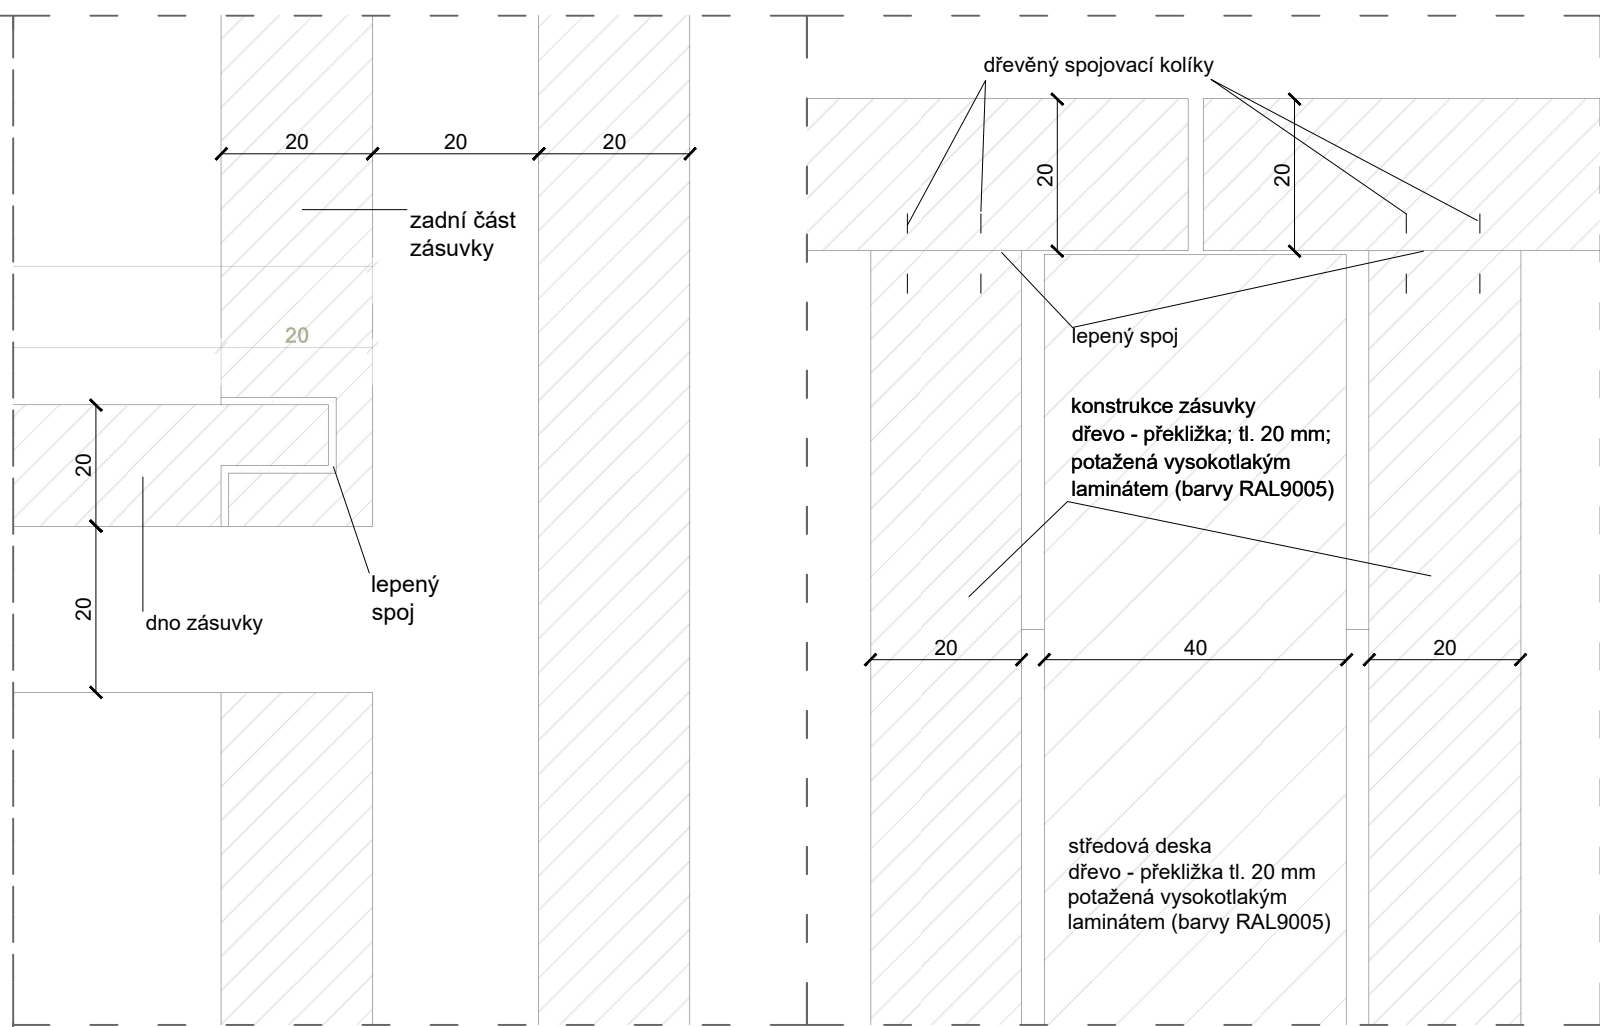 20
20
20
zadní část
zásuvky
20
20
20
lepený
spoj
dno zásuvky
dřevěný spojovací kolíky
20
20
lepený spoj
konstrukce zásuvky
dřevo - překližka; tl. 20 mm;
potažená vysokotlakým
laminátem (barvy RAL9005)
20
40
20
středová deska
dřevo - překližka tl. 20 mm
potažená vysokotlakým
laminátem (barvy RAL9005)